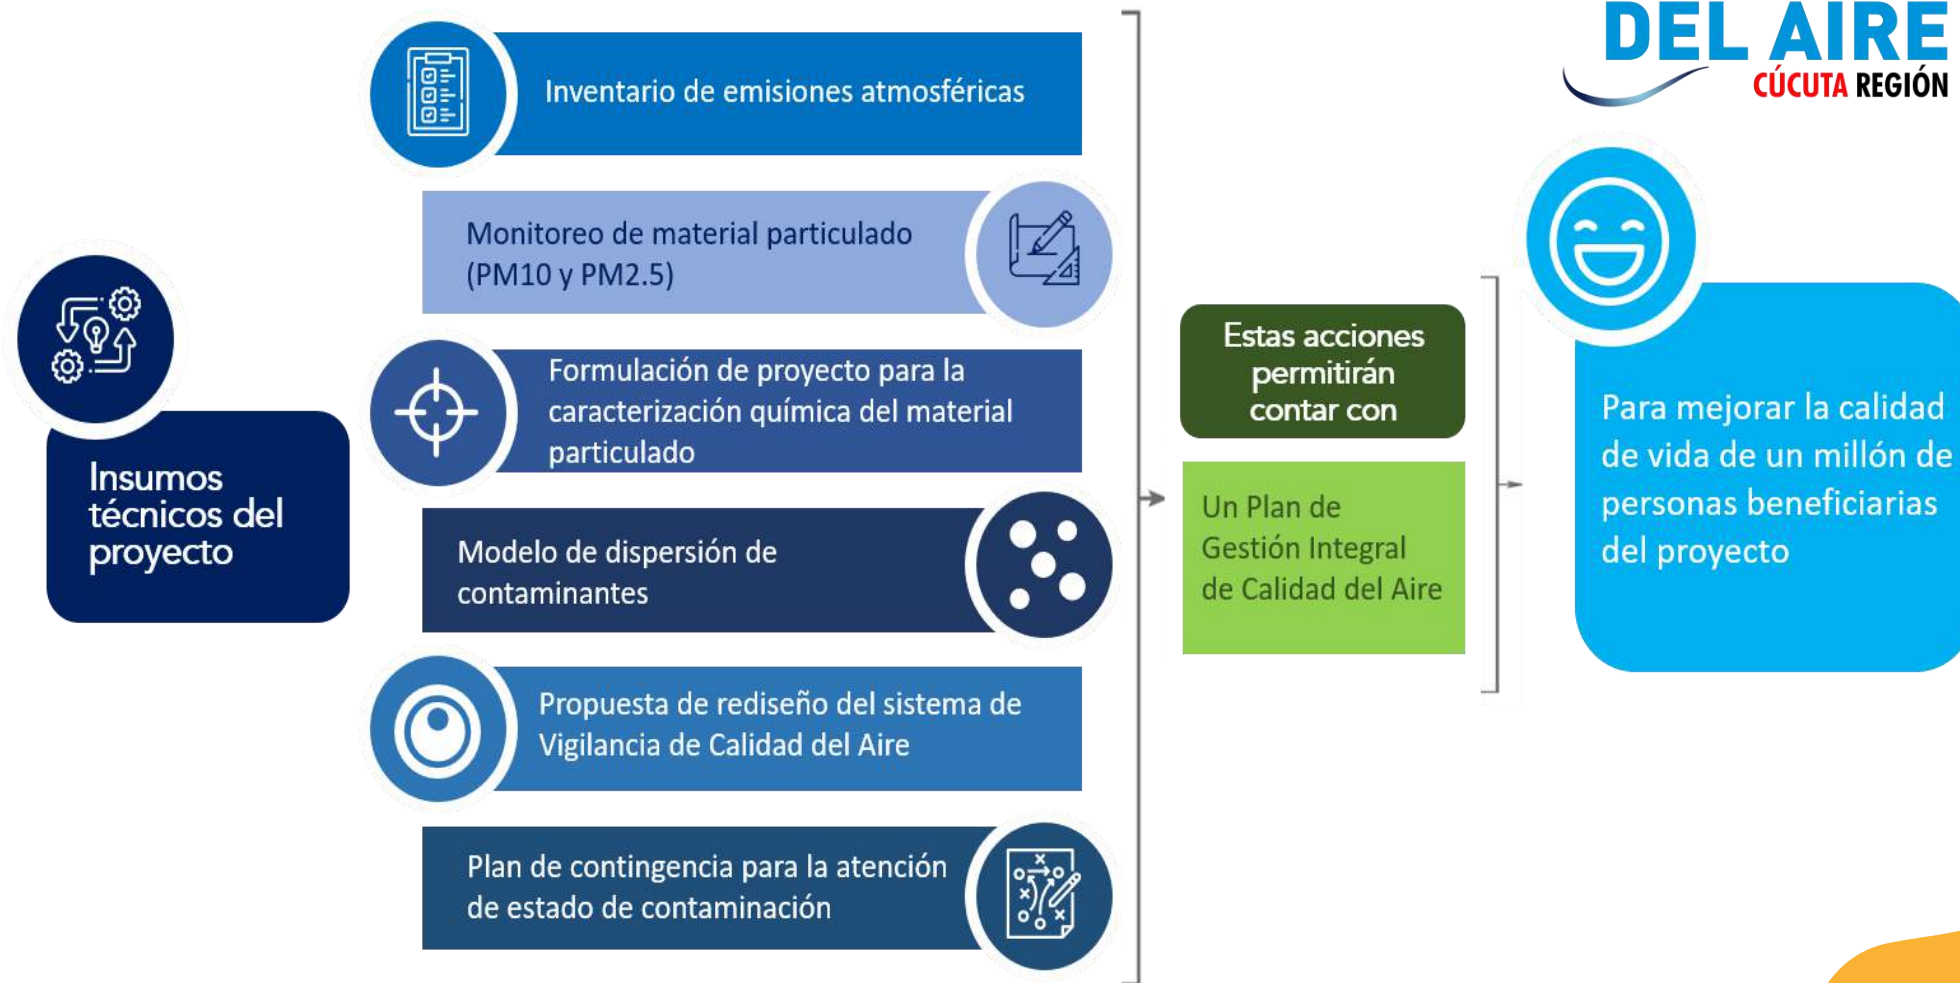 DEL AIRE
CÚCUTA REGIÓN
Insumos
técnicos del
proyecto
Inventario de emisiones atmosféricas
Monitoreo de material particulado
(PM10 y PM2.5)
Formulación de proyecto para la
caracterización química del material
particulado
Modelo de dispersión de
contaminantes
Propuesta de rediseño del sistema de
Vigilancia de Calidad del Aire
Plan de contingencia para la atención
de estado de contaminación
Estas acciones
permitirán
contar con
Un Plan de
Gestión Integral
de Calidad del Aire
Para mejorar la calidad
de vida de un millón de
personas beneficiarias
del proyecto